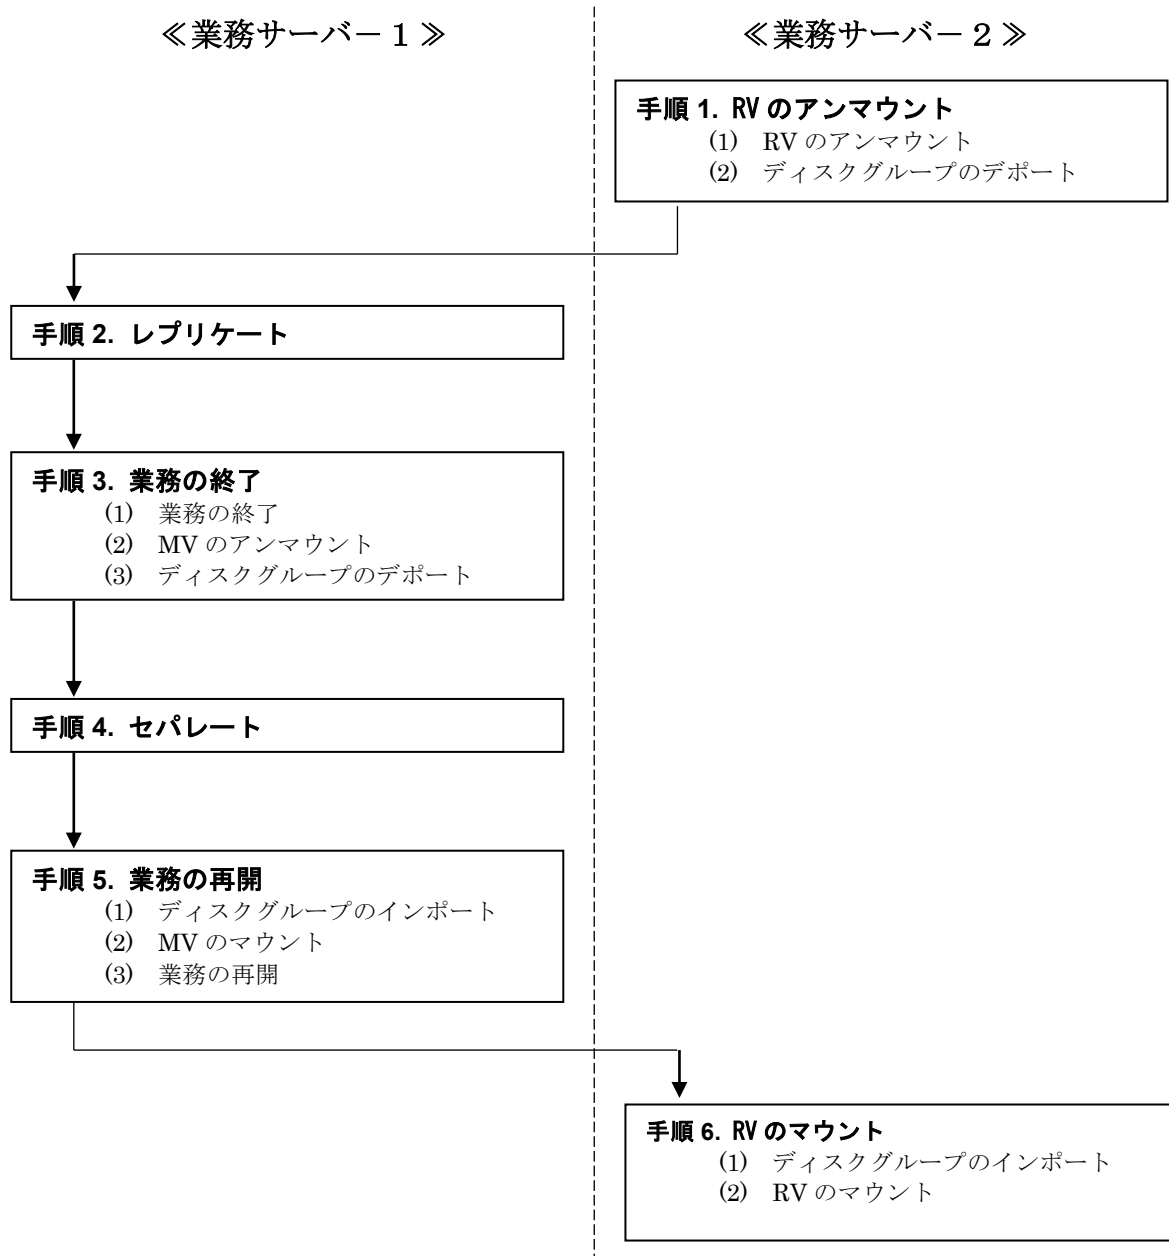 ≪業務サーバー１≫
≪業務サーバー２≫
手順 1. RV のアンマウント
(1) RV のアンマウント
(2) ディスクグループのデポート
手順 2. レプリケート
手順 3. 業務の終了
(1) 業務の終了
(2) MV のアンマウント
(3) ディスクグループのデポート
手順 4. セパレート
手順 5. 業務の再開
(1) ディスクグループのインポート
(2) MV のマウント
(3) 業務の再開
手順 6. RV のマウント
(1) ディスクグループのインポート
(2) RV のマウント